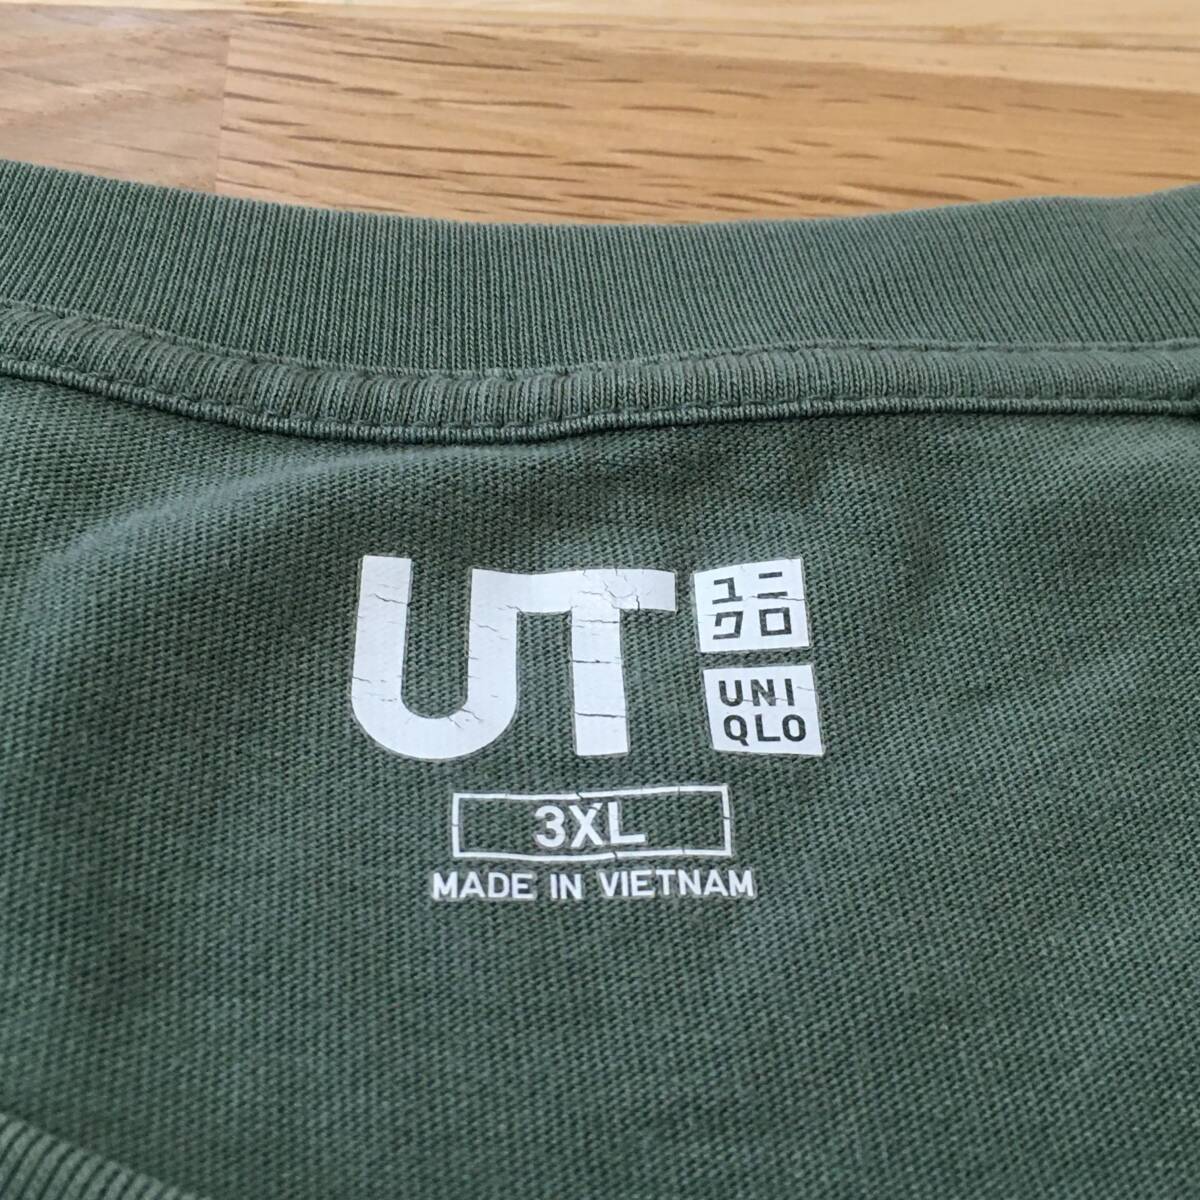 UT
ユニ
クロ
UNI
QLO
3XL
MADE IN VIETNAM